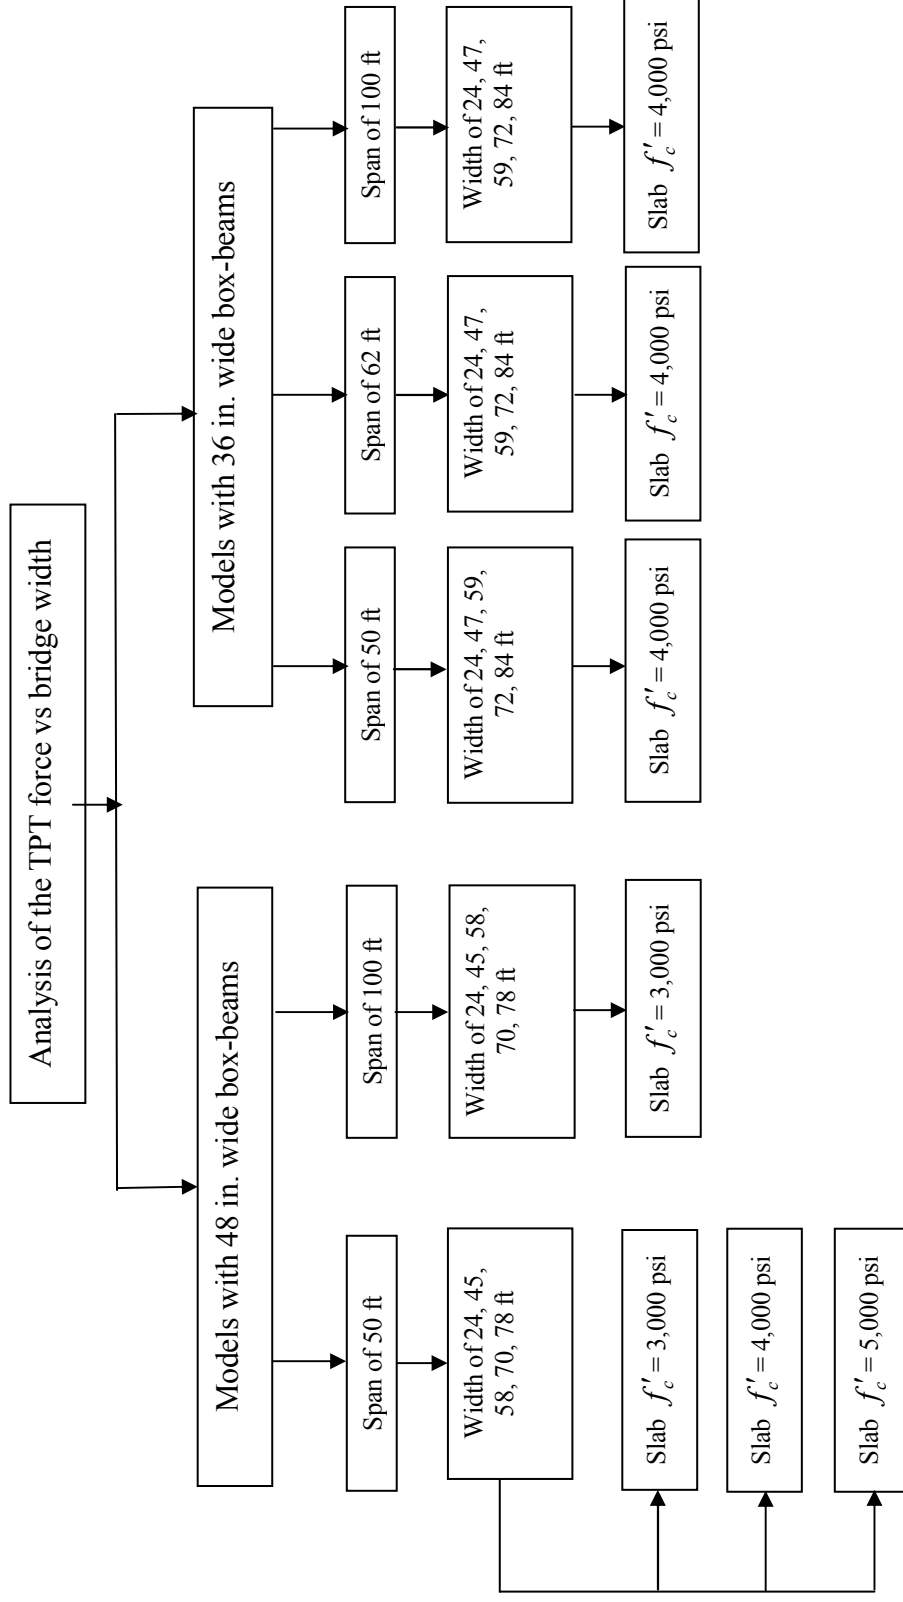 Analysis of the TPT force vs bridge width
Models with 48 in. wide box-beams
Models with 36 in. wide box-beams
Span of 50 ft
Span of 100 ft
Span of 50 ft
Span of 62 ft
Span of 100 ft
Width of 24, 45,
58, 70, 78 ft
Width of 24, 45, 58,
70, 78 ft
Width of 24, 47, 59,
72, 84 ft
Width of 24, 47,
59, 72, 84 ft
Width of 24, 47,
59, 72, 84 ft
Slab f'c = 3,000 psi
Slab f'c = 3,000 psi
Slab f'c = 4,000 psi
Slab f'c = 4,000 psi
Slab f'c = 4,000 psi
Slab f'c = 4,000 psi
Slab f'c = 5,000 psi